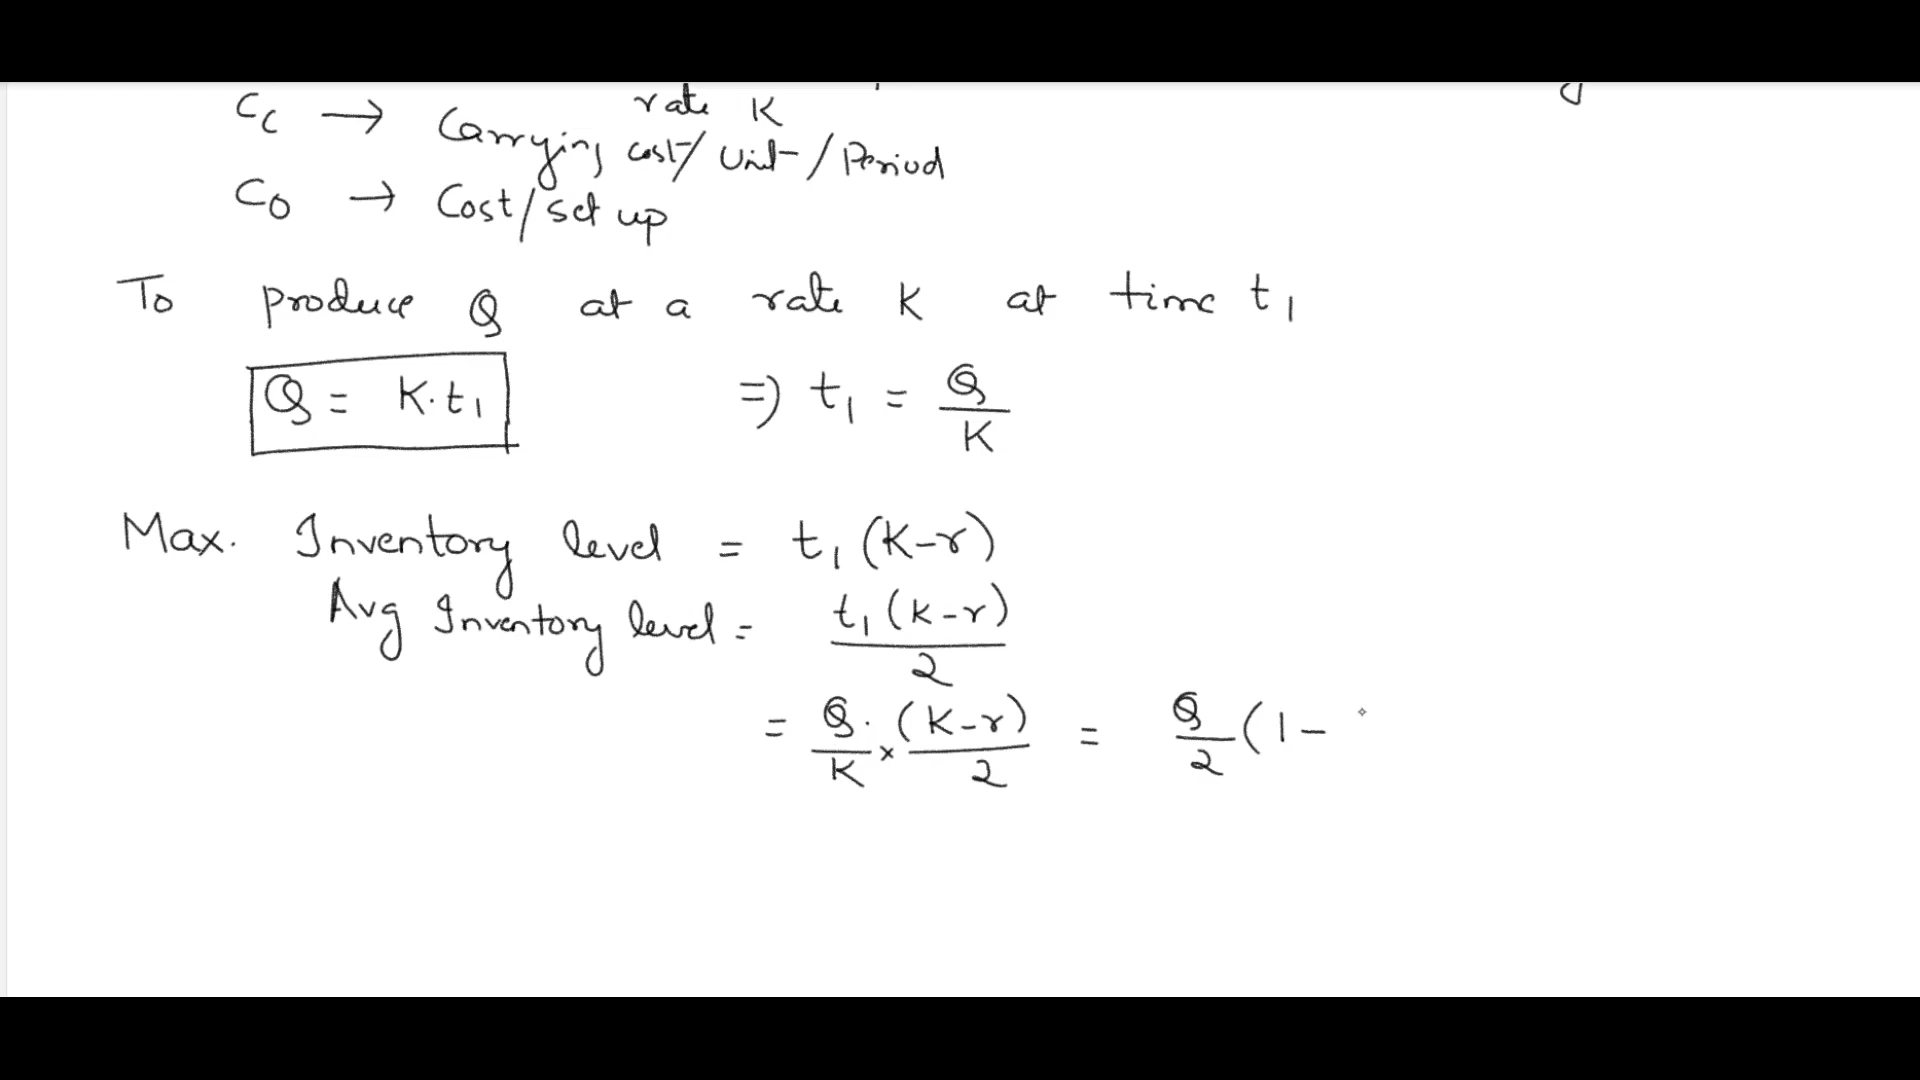 rate K
Cc → Carrying cost/Unit/Period
Co → Cost/set up
To produce Q at a rate K at time t₁
Q = K·t₁ ⇒ t₁ = Q/K
Max. Inventory level = t₁(K-r)
Avg Inventory level = t₁(K-r)/2
= Q/K × (K-r)/2 = Q/2 (1 -